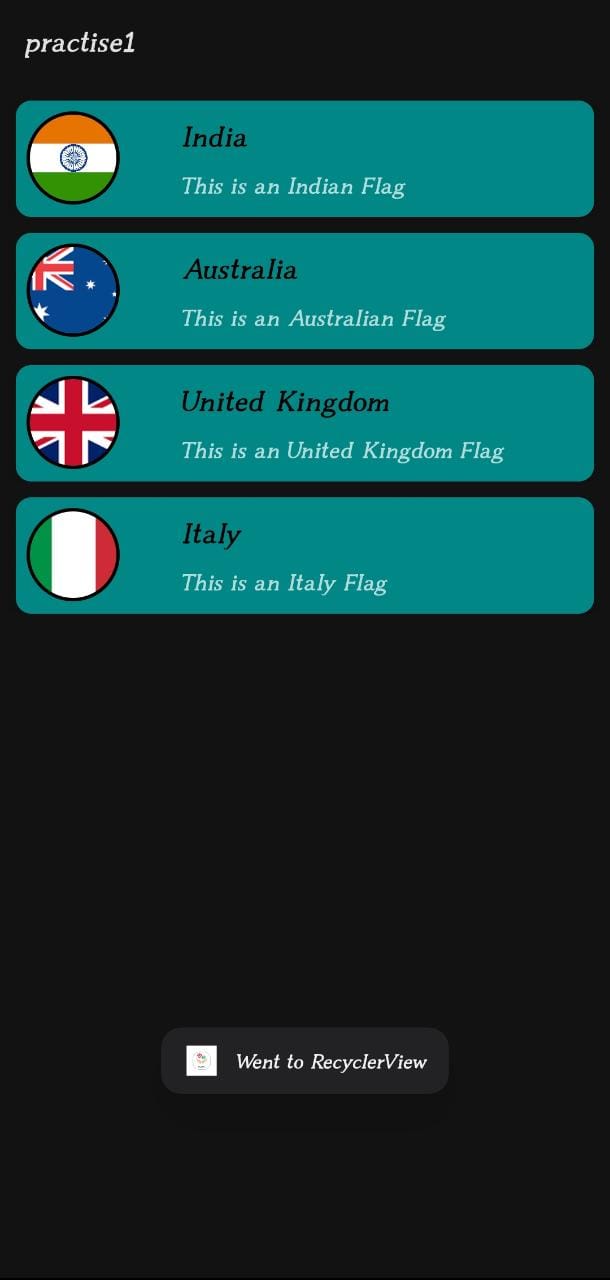 practise1
India
This is an Indian Flag
Australia
This is an Australian Flag
United Kingdom
This is an United Kingdom Flag
Italy
This is an Italy Flag
Went to RecyclerView